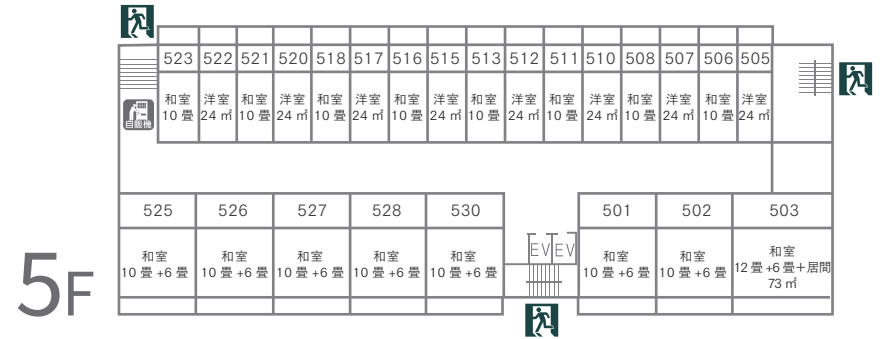 523 522 521 520 518 517 516 515 513 512 511 510 508 507 506 505
和室 洋室 和室 洋室 和室 洋室 和室 洋室 和室 洋室 和室 洋室 和室 洋室 和室 洋室
10 畳 24 ㎡ 10 畳 24 ㎡ 10 畳 24 ㎡ 10 畳 24 ㎡ 10 畳 24 ㎡ 10 畳 24 ㎡ 10 畳 24 ㎡ 10 畳 24 ㎡
自販機
525 526 527 528 530 501 502 503
EV EV
和室 和室 和室 和室 和室 和室 和室 和室
10 畳 +6 畳 10 畳 +6 畳 10 畳 +6 畳 10 畳 +6 畳 10 畳 +6 畳 10 畳 +6 畳 10 畳 +6 畳 12 畳 +6 畳＋居間
73 ㎡
5F